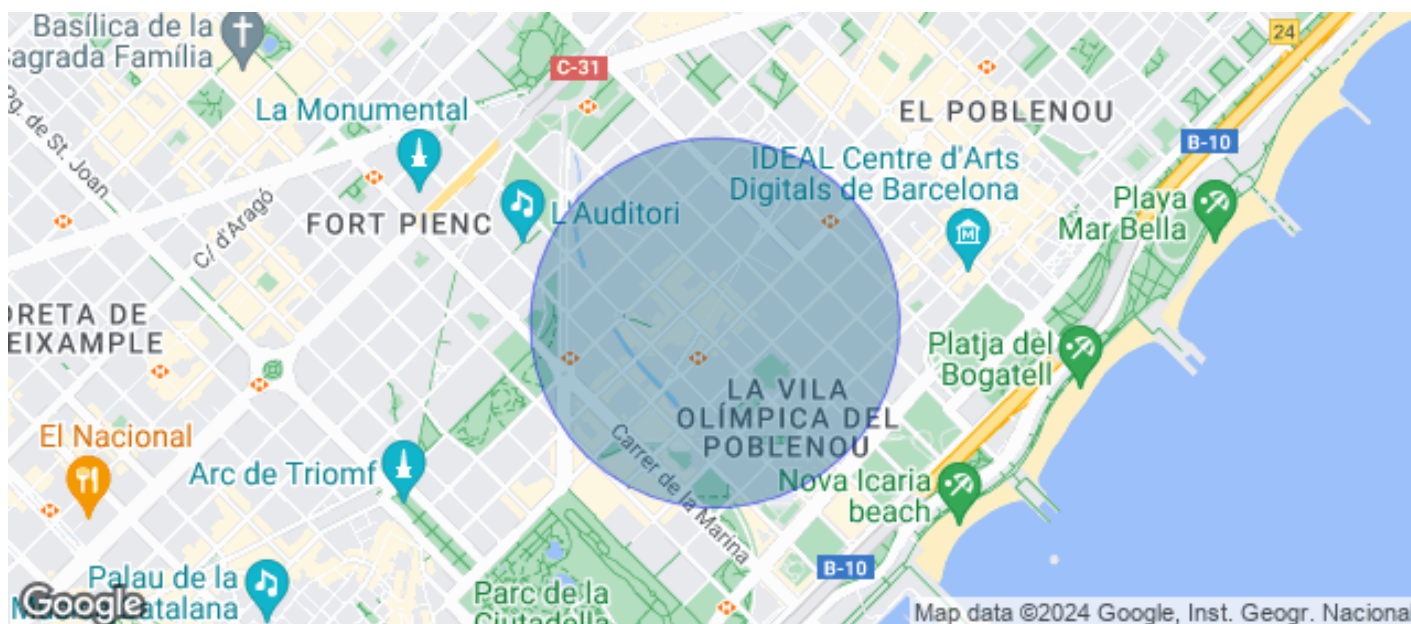 Basílica de la
Sagrada Família
24
C-31
La Monumental
EL POBLENOU
B-10
Pg. de St. Joan
IDEAL Centre d'Arts
Digitals de Barcelona
Playa
Mar Bella
C/ d'Aragó
FORT PIENC
L'Auditori
DRETA DE
EIXAMPLE
Platja del
Bogatell
LA VILA
OLÍMPICA DEL
POBLENOU
El Nacional
Arc de Triomf
Carrer de la Marina
Nova Icaria
beach
B-10
Palau de la
Música Catalana
Parc de la
Ciutadella
Google
Map data ©2024 Google, Inst. Geogr. Nacional